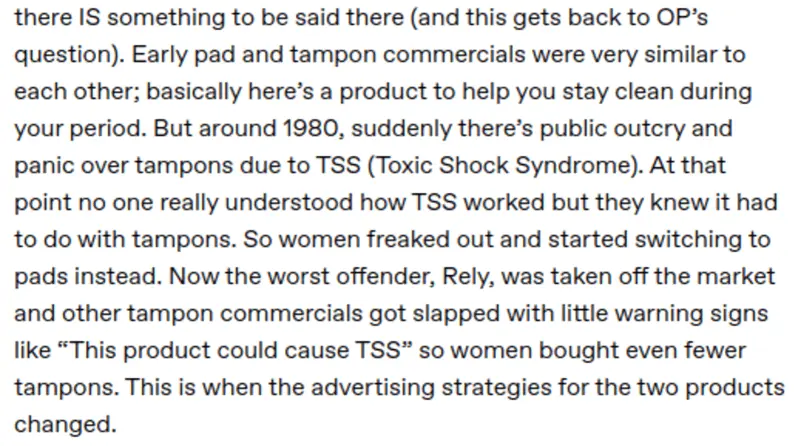 there IS something to be said there (and this gets back to OP’s
question). Early pad and tampon commercials were very similar to
each other; basically here’s a product to help you stay clean during
your period. But around 1980, suddenly there’s public outcry and
panic over tampons due to TSS (Toxic Shock Syndrome). At that
point no one really understood how TSS worked but they knew it had
to do with tampons. So women freaked out and started switching to
pads instead. Now the worst offender, Rely, was taken off the market
and other tampon commercials got slapped with little warning signs
like “This product could cause TSS” so women bought even fewer
tampons. This is when the advertising strategies for the two products
changed.